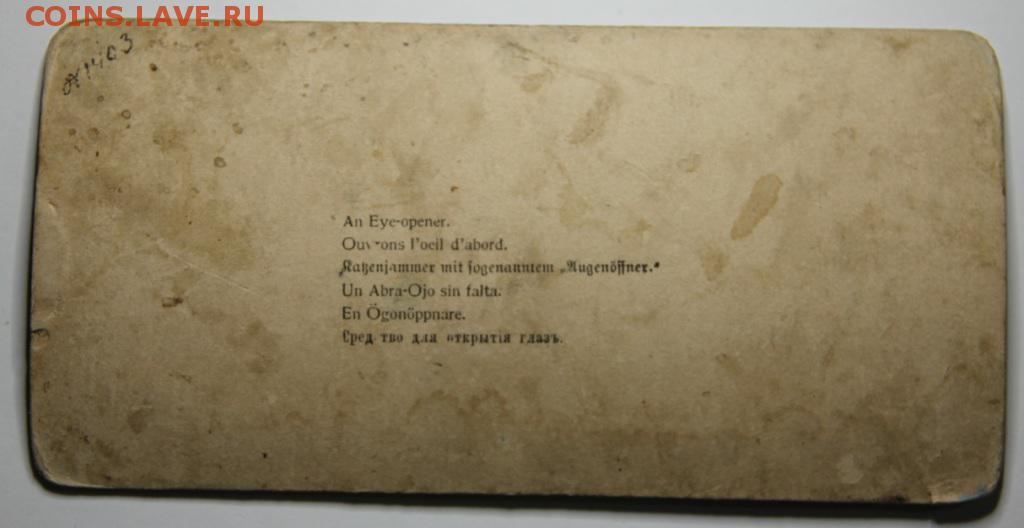 COINS.LAVE.RU
An Eye-opener.
Ouvrons l'oeil d'abord.
Katzenjammer mit sogenanntem „Augenöffner.“
Un Abra-Ojo sin falta.
En Ögonöppnare.
Сред тво для открытія глазъ.